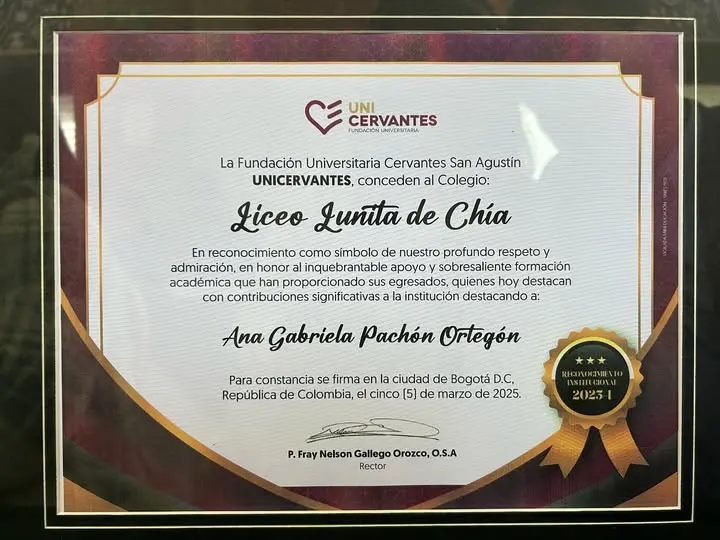 UNI
CERVANTES
FUNDACIÓN UNIVERSITARIA
La Fundación Universitaria Cervantes San Agustín
UNICERVANTES, conceden al Colegio:
Liceo Lunita de Chía
En reconocimiento como símbolo de nuestro profundo respeto y
admiración, en honor al inquebrantable apoyo y sobresaliente formación
académica que han proporcionado sus egresados, quienes hoy destacan
con contribuciones significativas a la institución destacando a:
Ana Gabriela Pachón Ortegón
Para constancia se firma en la ciudad de Bogotá D.C,
República de Colombia, el cinco (5) de marzo de 2025.
P. Fray Nelson Gallego Orozco, O.S.A
Rector
RECONOCIMIENTO
INSTITUCIONAL
2025-1